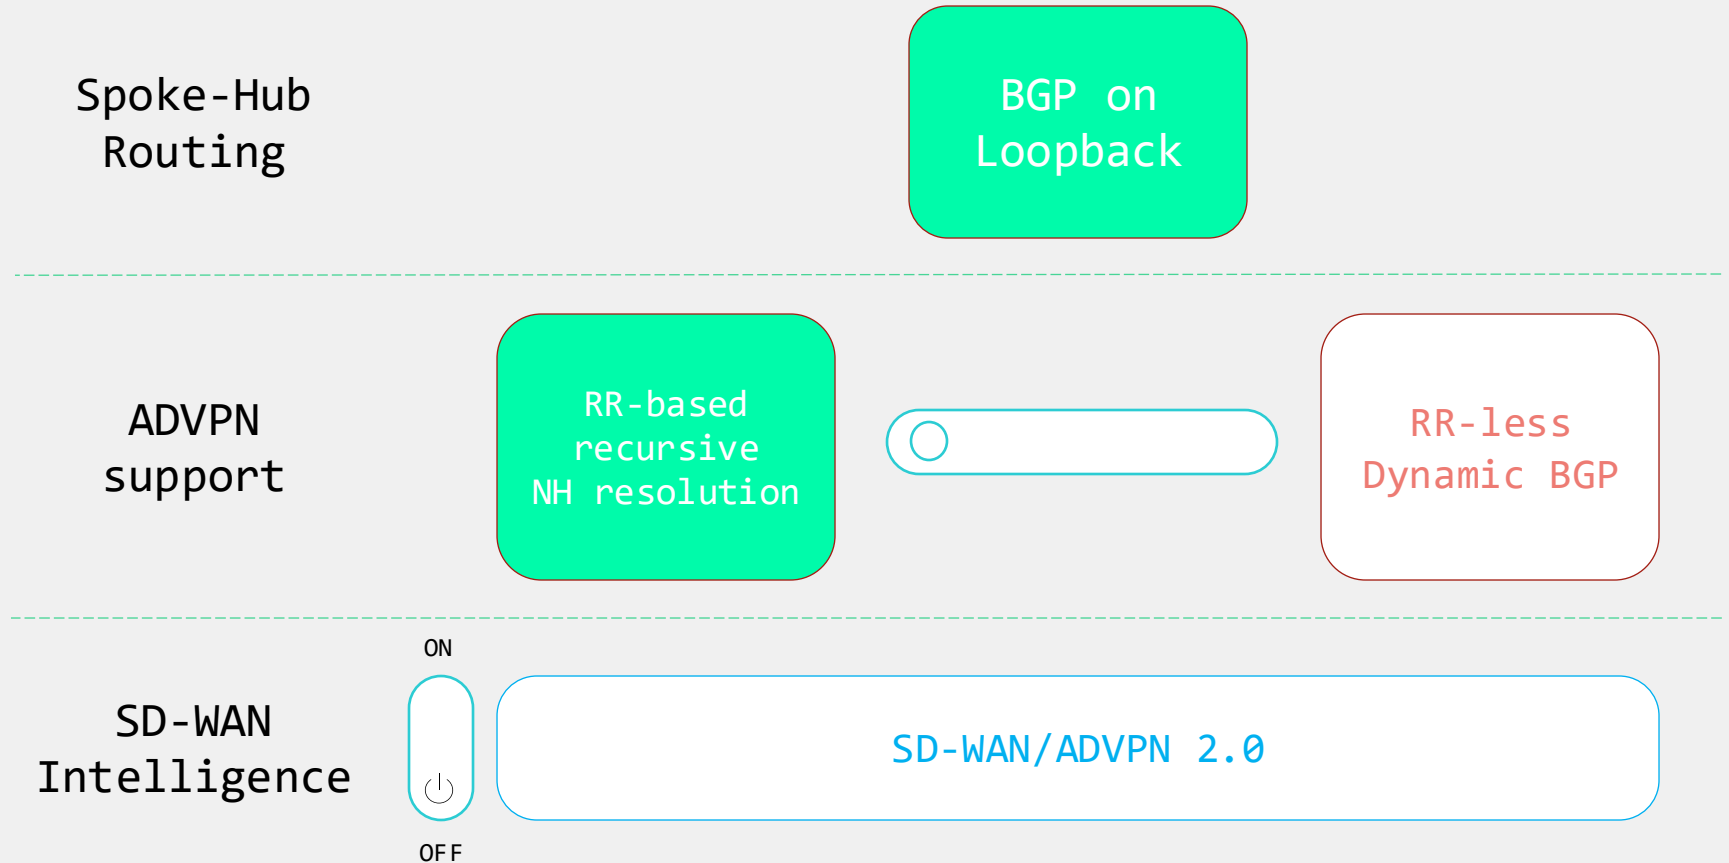 Spoke-Hub
Routing
BGP on
Loopback
ADVPN
support
RR-based
recursive
NH resolution
RR-less
Dynamic BGP
SD-WAN
Intelligence
ON
OFF
SD-WAN/ADVPN 2.0